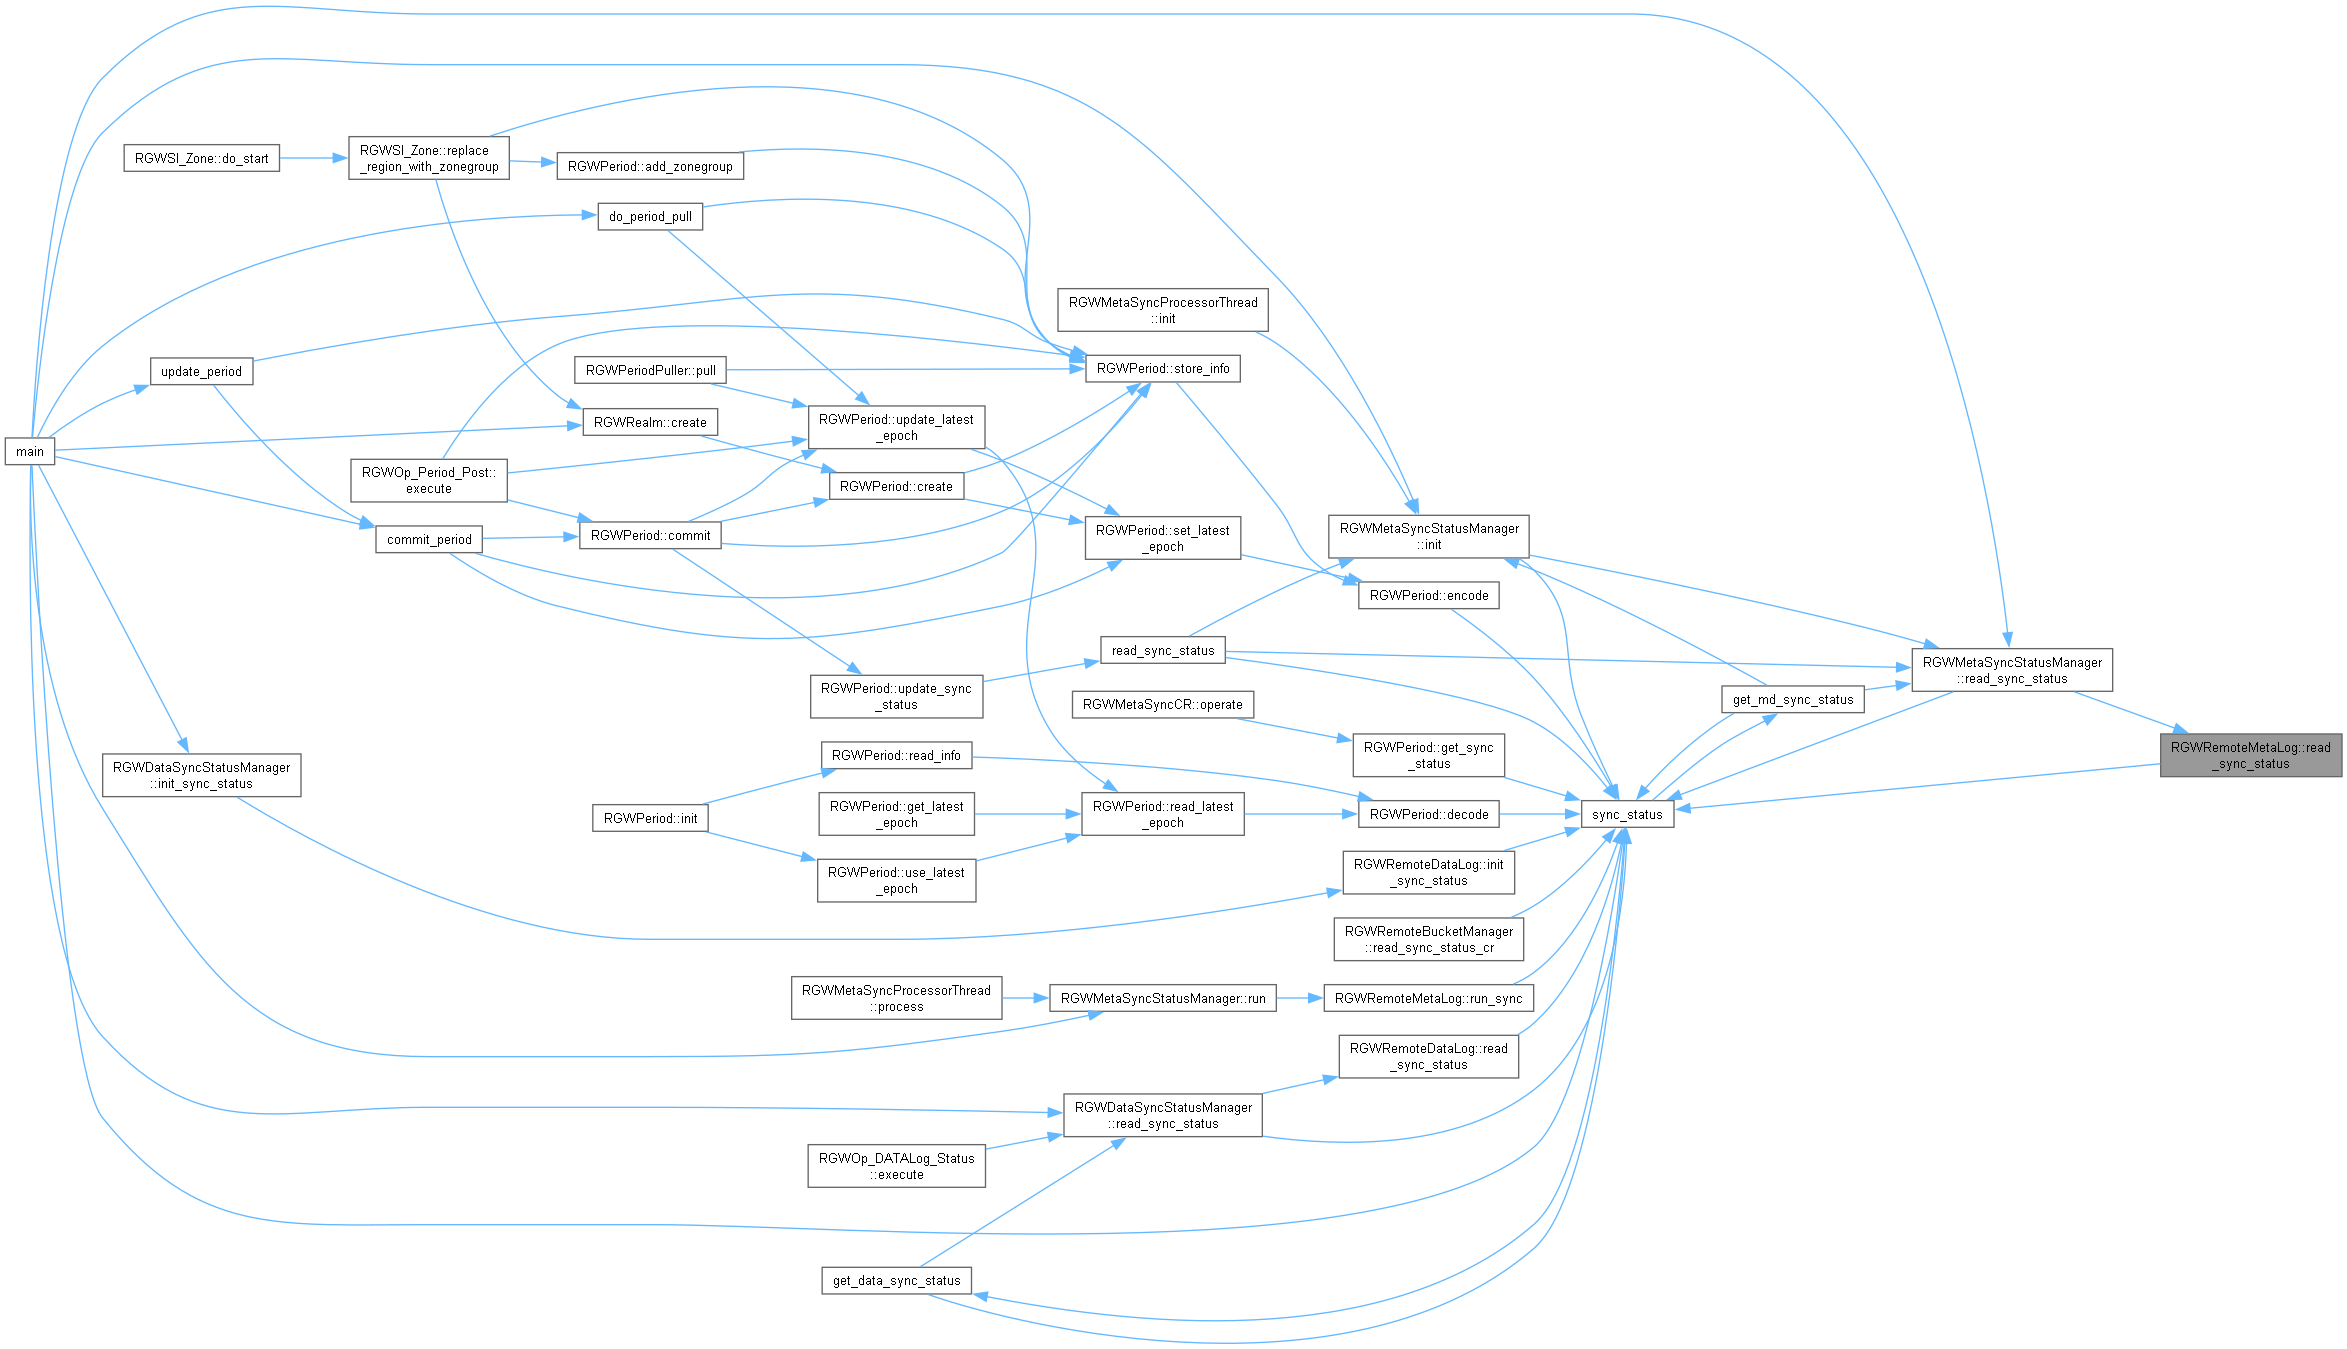 main
RGWSI_Zone::do_start
update_period
RGWDataSyncStatusManager
::init_sync_status
RGWSI_Zone::replace
_region_with_zonegroup
RGWOp_Period_Post::
execute
commit_period
RGWPeriod::add_zonegroup
do_period_pull
RGWPeriodPuller::pull
RGWRealm::create
RGWPeriod::commit
RGWPeriod::init
RGWPeriod::update_latest
_epoch
RGWPeriod::create
RGWPeriod::update_sync
_status
RGWPeriod::read_info
RGWPeriod::get_latest
_epoch
RGWPeriod::use_latest
_epoch
RGWMetaSyncProcessorThread
::process
RGWOp_DATALog_Status
::execute
get_data_sync_status
RGWMetaSyncProcessorThread
::init
RGWPeriod::store_info
RGWPeriod::set_latest
_epoch
read_sync_status
RGWMetaSyncCR::operate
RGWPeriod::read_latest
_epoch
RGWMetaSyncStatusManager::run
RGWDataSyncStatusManager
::read_sync_status
RGWMetaSyncStatusManager
::init
RGWPeriod::encode
RGWPeriod::get_sync
_status
RGWPeriod::decode
RGWRemoteDataLog::init
_sync_status
RGWRemoteBucketManager
::read_sync_status_cr
RGWRemoteMetaLog::run_sync
RGWRemoteDataLog::read
_sync_status
sync_status
get_md_sync_status
RGWMetaSyncStatusManager
::read_sync_status
RGWRemoteMetaLog::read
_sync_status